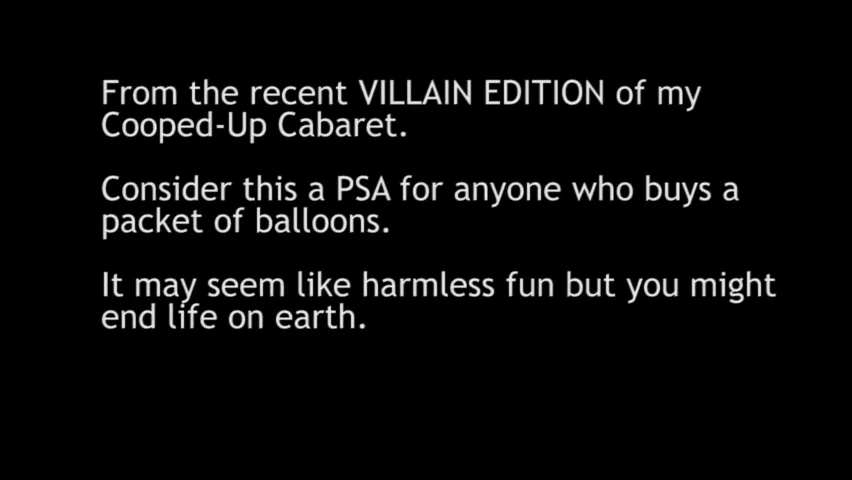 From the recent VILLAIN EDITION of my
Cooped-Up Cabaret.
Consider this a PSA for anyone who buys a
packet of balloons.
It may seem like harmless fun but you might
end life on earth.